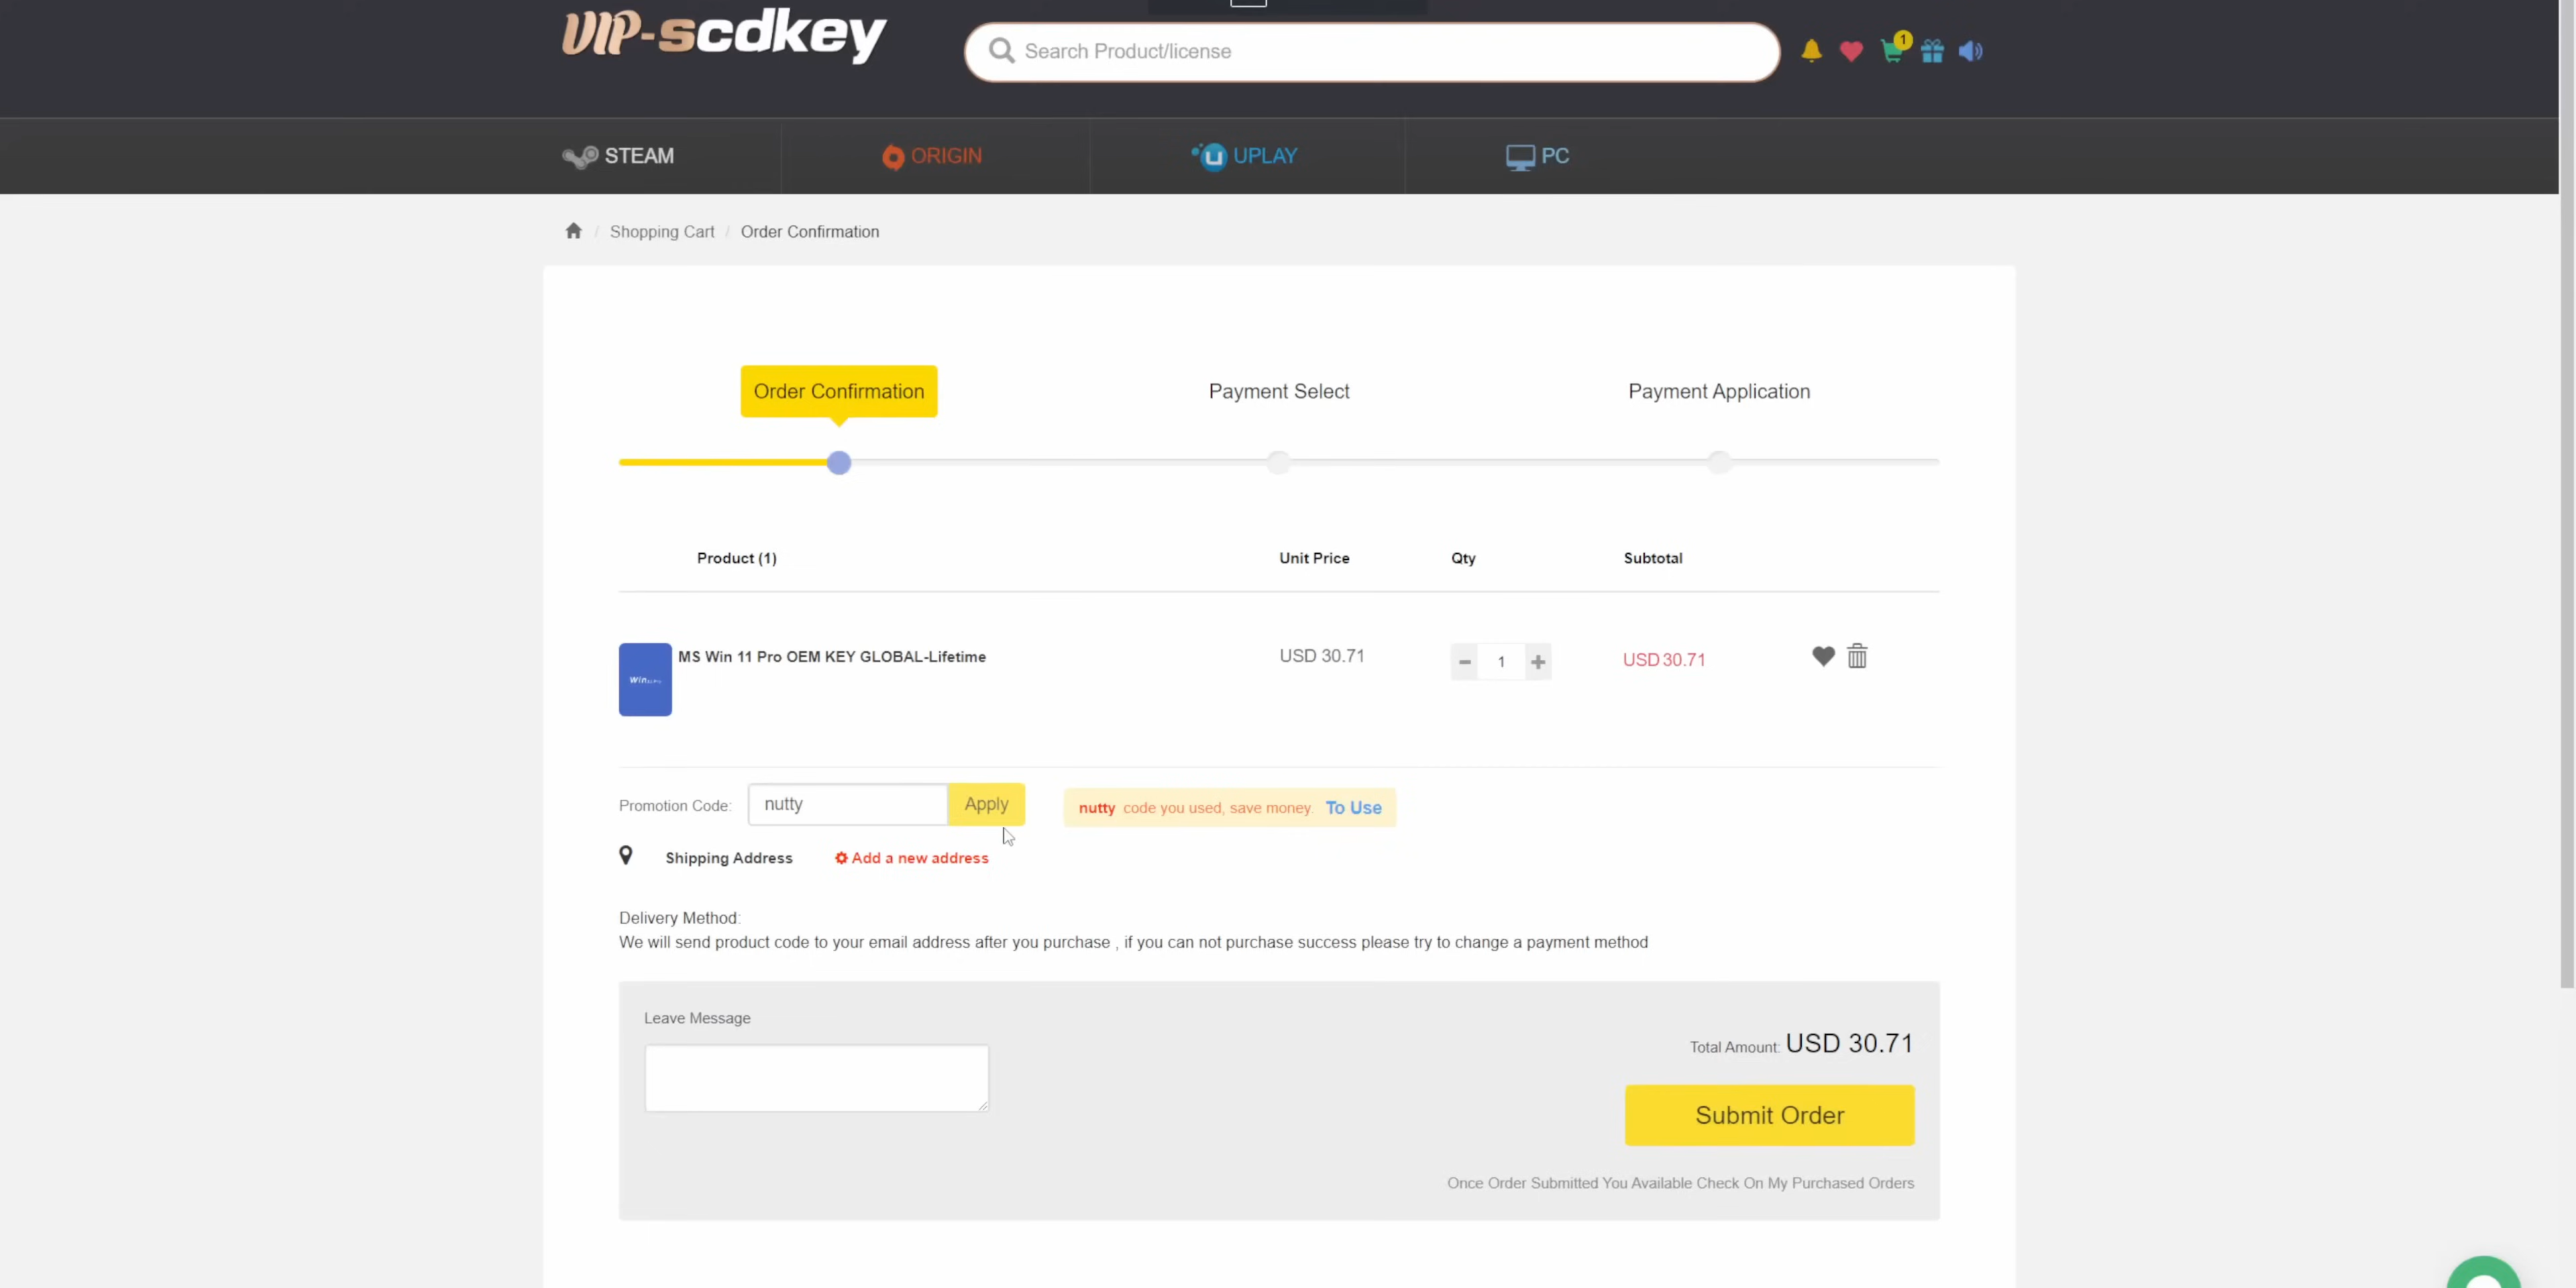 VIP-scdkey
Search Product/license
1
STEAM
ORIGIN
UPLAY
PC
/ Shopping Cart / Order Confirmation
Order Confirmation
Payment Select
Payment Application
Product (1) Unit Price Qty Subtotal
MS Win 11 Pro OEM KEY GLOBAL-Lifetime USD 30.71 - 1 + USD 30.71
Promotion Code: nutty Apply nutty code you used, save money. To Use
Shipping Address Add a new address
Delivery Method:
We will send product code to your email address after you purchase , if you can not purchase success please try to change a payment method
Leave Message
Total Amount: USD 30.71
Submit Order
Once Order Submitted You Available Check On My Purchased Orders